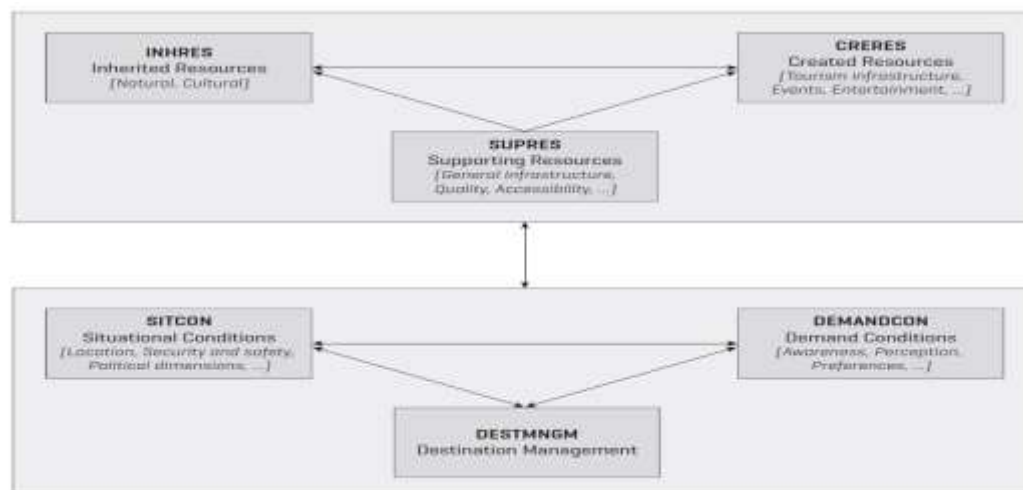 INHRES
Inherited Resources
[Natural, Cultural]
CRERES
Created Resources
[Tourism Infrastructure,
Events, Entertainment, ...]
SUPRES
Supporting Resources
[General Infrastructure,
Quality, Accessibility, ...]
SITCON
Situational Conditions
[Location, Security and safety,
Political dimensions, ...]
DEMANDCON
Demand Conditions
[Awareness, Perception,
Preferences, ...]
DESTMNGM
Destination Management